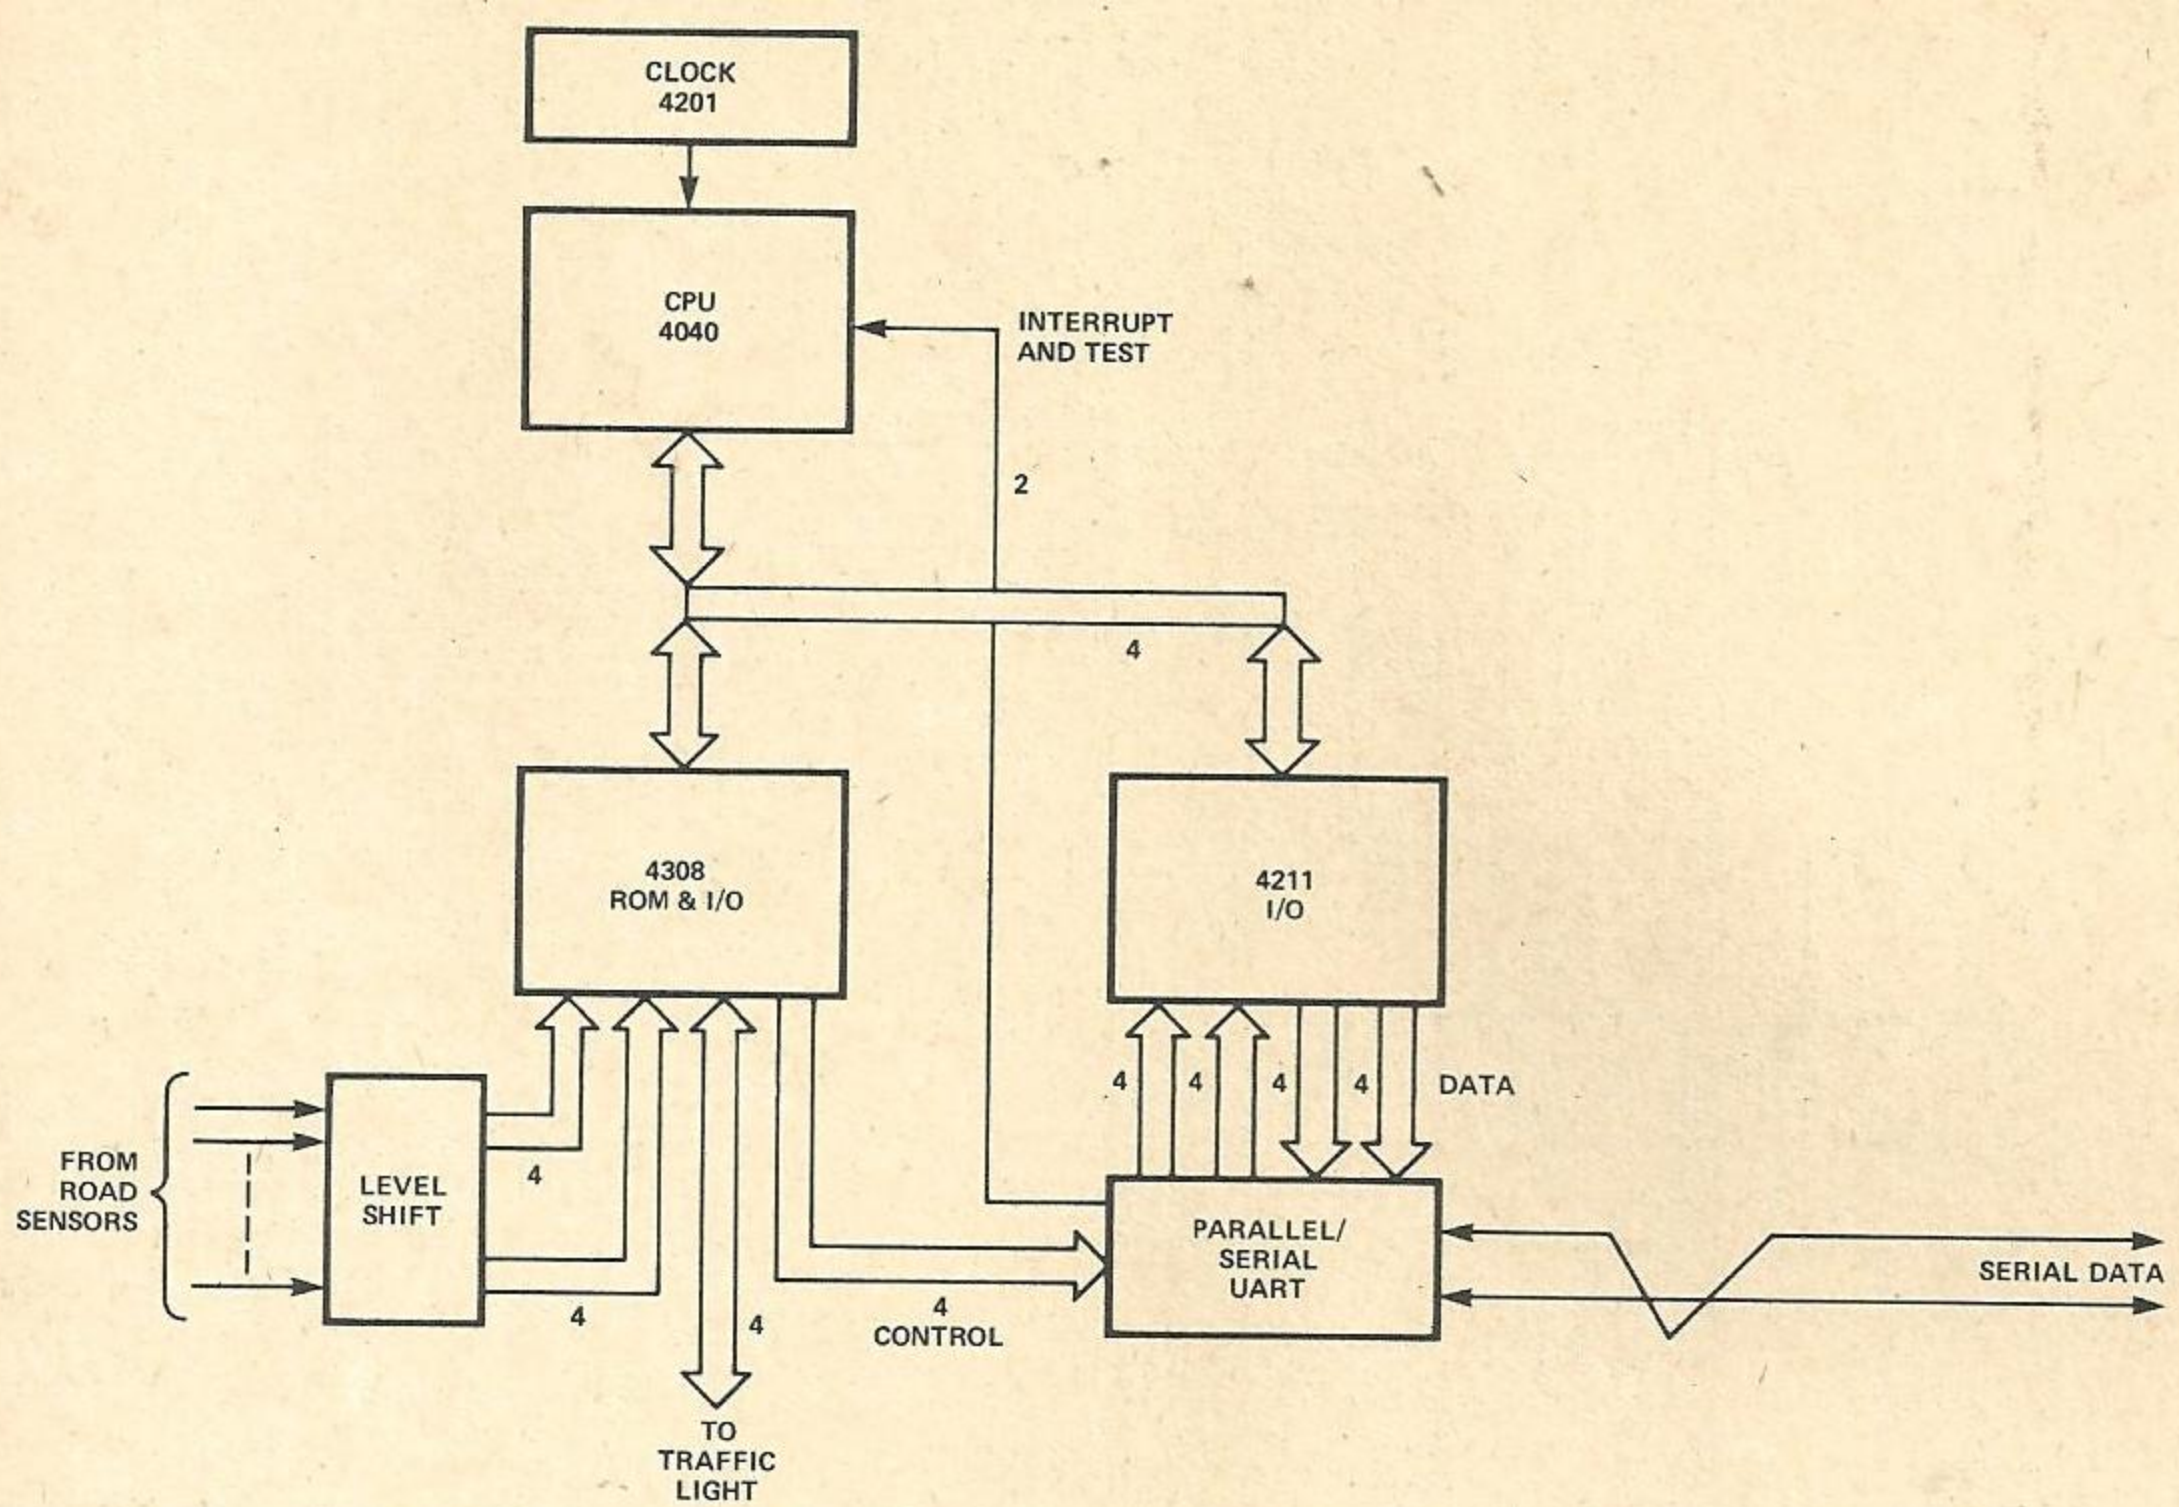 CLOCK
4201
CPU
4040
INTERRUPT
AND TEST
2
4
4308
ROM & I/O
4211
I/O
4
4
4
4
DATA
FROM
ROAD
SENSORS
LEVEL
SHIFT
4
4
4
4
CONTROL
PARALLEL/
SERIAL
UART
SERIAL DATA
TO
TRAFFIC
LIGHT